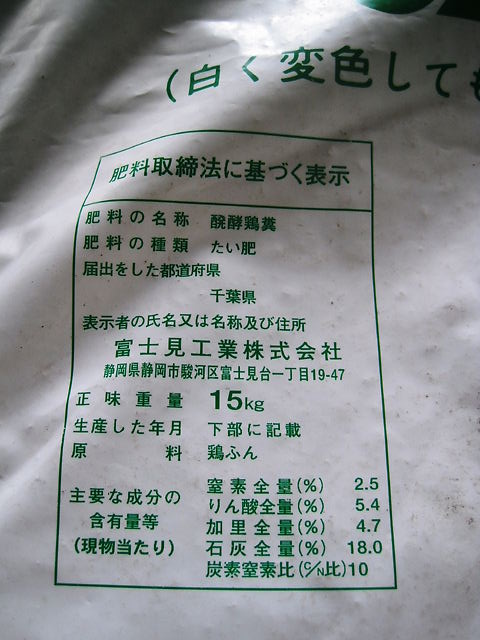 (白く変色しても
肥料取締法に基づく表示
肥料の名称 醗酵鶏糞
肥料の種類 たい肥
届出をした都道府県
千葉県
表示者の氏名又は名称及び住所
富士見工業株式会社
静岡県静岡市駿河区富士見台一丁目19-47
正味重量 15kg
生産した年月 下部に記載
原料 鶏ふん
主要な成分の
含有量等
(現物当たり)
窒素全量(%) 2.5
りん酸全量(%) 5.4
加里全量(%) 4.7
石灰全量(%) 18.0
炭素窒素比(C/N比)10